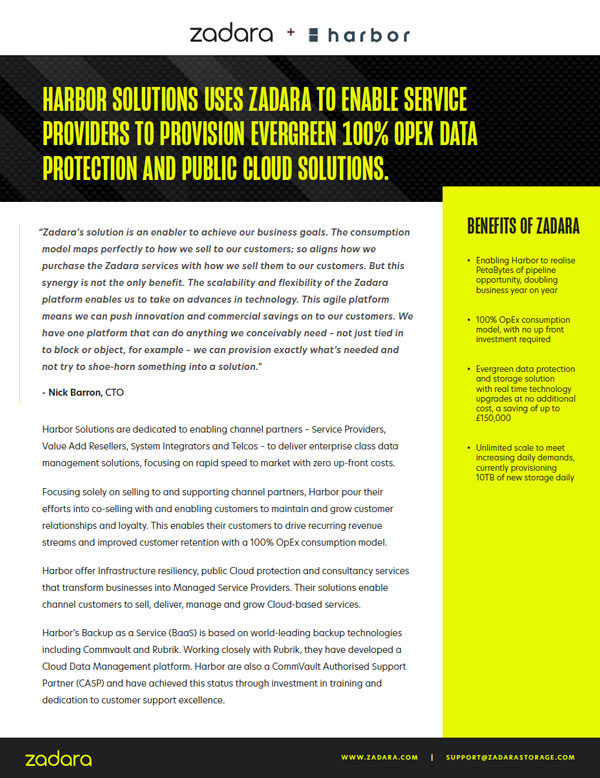 zadara + harbor
HARBOR SOLUTIONS USES ZADARA TO ENABLE SERVICE
PROVIDERS TO PROVISION EVERGREEN 100% OPEX DATA
PROTECTION AND PUBLIC CLOUD SOLUTIONS.
“Zadara’s solution is an enabler to achieve our business goals. The consumption
model maps perfectly to how we sell to our customers; so aligns how we
purchase the Zadara services with how we sell them to our customers. But this
synergy is not the only benefit. The scalability and flexibility of the Zadara
platform enables us to take on advances in technology. This agile platform
means we can push innovation and commercial savings on to our customers. We
have one platform that can do anything we conceivably need – not just tied in
to block or object, for example – we can provision exactly what’s needed and
not try to shoe-horn something into a solution.”
- Nick Barron, CTO
Harbor Solutions are dedicated to enabling channel partners – Service Providers,
Value Add Resellers, System Integrators and Telcos – to deliver enterprise class data
management solutions, focusing on rapid speed to market with zero up-front costs.
Focusing solely on selling to and supporting channel partners, Harbor pour their
efforts into co-selling with and enabling customers to maintain and grow customer
relationships and loyalty. This enables their customers to drive recurring revenue
streams and improved customer retention with a 100% OpEx consumption model.
Harbor offer Infrastructure resiliency, public Cloud protection and consultancy services
that transform businesses into Managed Service Providers. Their solutions enable
channel customers to sell, deliver, manage and grow Cloud-based services.
Harbor’s Backup as a Service (BaaS) is based on world-leading backup technologies
including Commvault and Rubrik. Working closely with Rubrik, they have developed a
Cloud Data Management platform. Harbor are also a CommVault Authorised Support
Partner (CASP) and have achieved this status through investment in training and
dedication to customer support excellence.
BENEFITS OF ZADARA
• Enabling Harbor to realise
PetaBytes of pipeline
opportunity, doubling
business year on year
• 100% OpEx consumption
model, with no up front
investment required
• Evergreen data protection
and storage solution
with real time technology
upgrades at no additional
cost, a saving of up to
£150,000
• Unlimited scale to meet
increasing daily demands,
currently provisioning
10TB of new storage daily
zadara
WWW.ZADARA.COM | SUPPORT@ZADARASTORAGE.COM